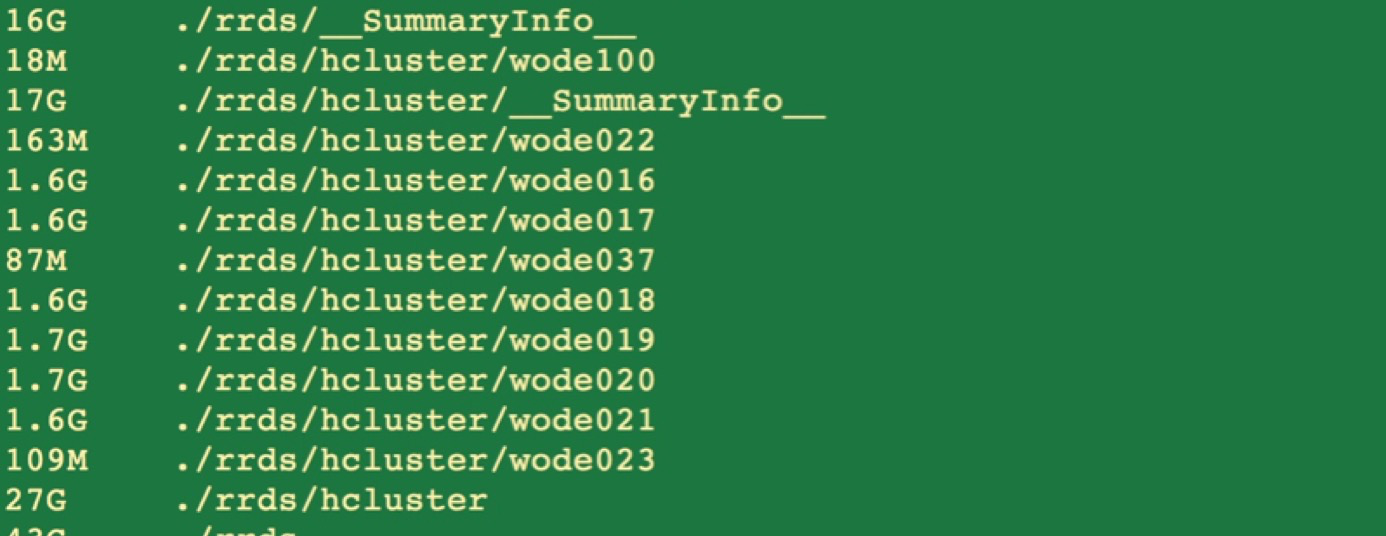 16G ./rrds/__SummaryInfo__
18M ./rrds/hcluster/wode100
17G ./rrds/hcluster/__SummaryInfo__
163M ./rrds/hcluster/wode022
1.6G ./rrds/hcluster/wode016
1.6G ./rrds/hcluster/wode017
87M ./rrds/hcluster/wode037
1.6G ./rrds/hcluster/wode018
1.7G ./rrds/hcluster/wode019
1.7G ./rrds/hcluster/wode020
1.6G ./rrds/hcluster/wode021
109M ./rrds/hcluster/wode023
27G ./rrds/hcluster
./rrds